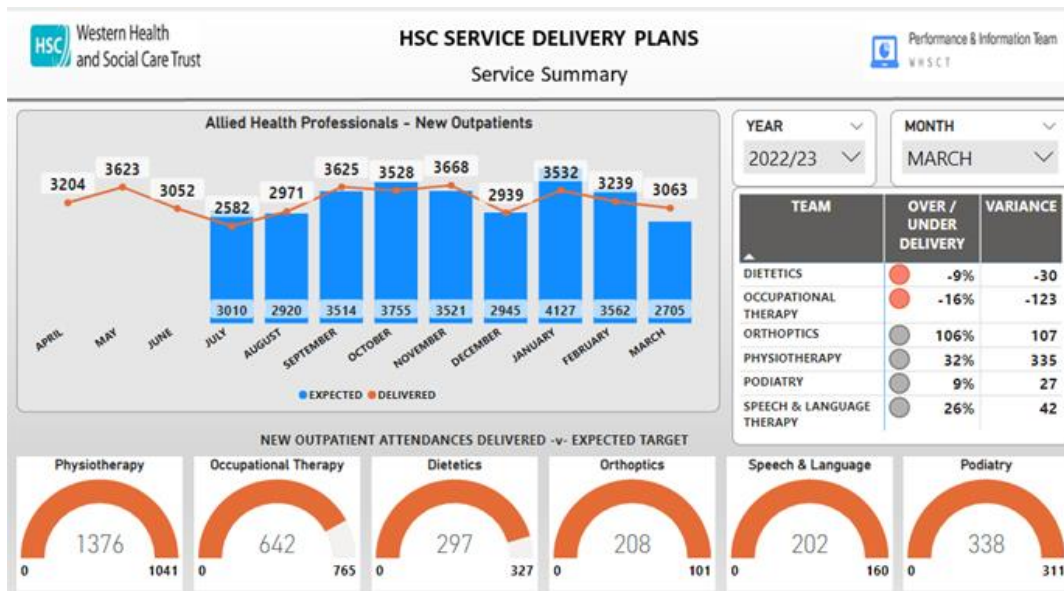 HSC
Western Health
and Social Care Trust
HSC SERVICE DELIVERY PLANS
Service Summary
Performance & Information Team
WHSCT
Allied Health Professionals - New Outpatients
3204
3623
3052
2582
2971
3625
3528
3668
2939
3532
3239
3063
3010
2920
3514
3755
3521
2945
4127
3562
2705
APRIL
MAY
JUNE
JULY
AUGUST
SEPTEMBER
OCTOBER
NOVEMBER
DECEMBER
JANUARY
FEBRUARY
MARCH
EXPECTED DELIVERED
YEAR
2022/23
MONTH
MARCH
TEAM OVER / VARIANCE
UNDER
DELIVERY
DIETETICS -9% -30
OCCUPATIONAL -16% -123
THERAPY
ORTHOPTICS 106% 107
PHYSIOTHERAPY 32% 335
PODIATRY 9% 27
SPEECH & LANGUAGE 26% 42
THERAPY
NEW OUTPATIENT ATTENDANCES DELIVERED -v- EXPECTED TARGET
Physiotherapy
1376
0 1041
Occupational Therapy
642
0 765
Dietetics
297
0 327
Orthoptics
208
0 101
Speech & Language
202
0 160
Podiatry
338
0 311